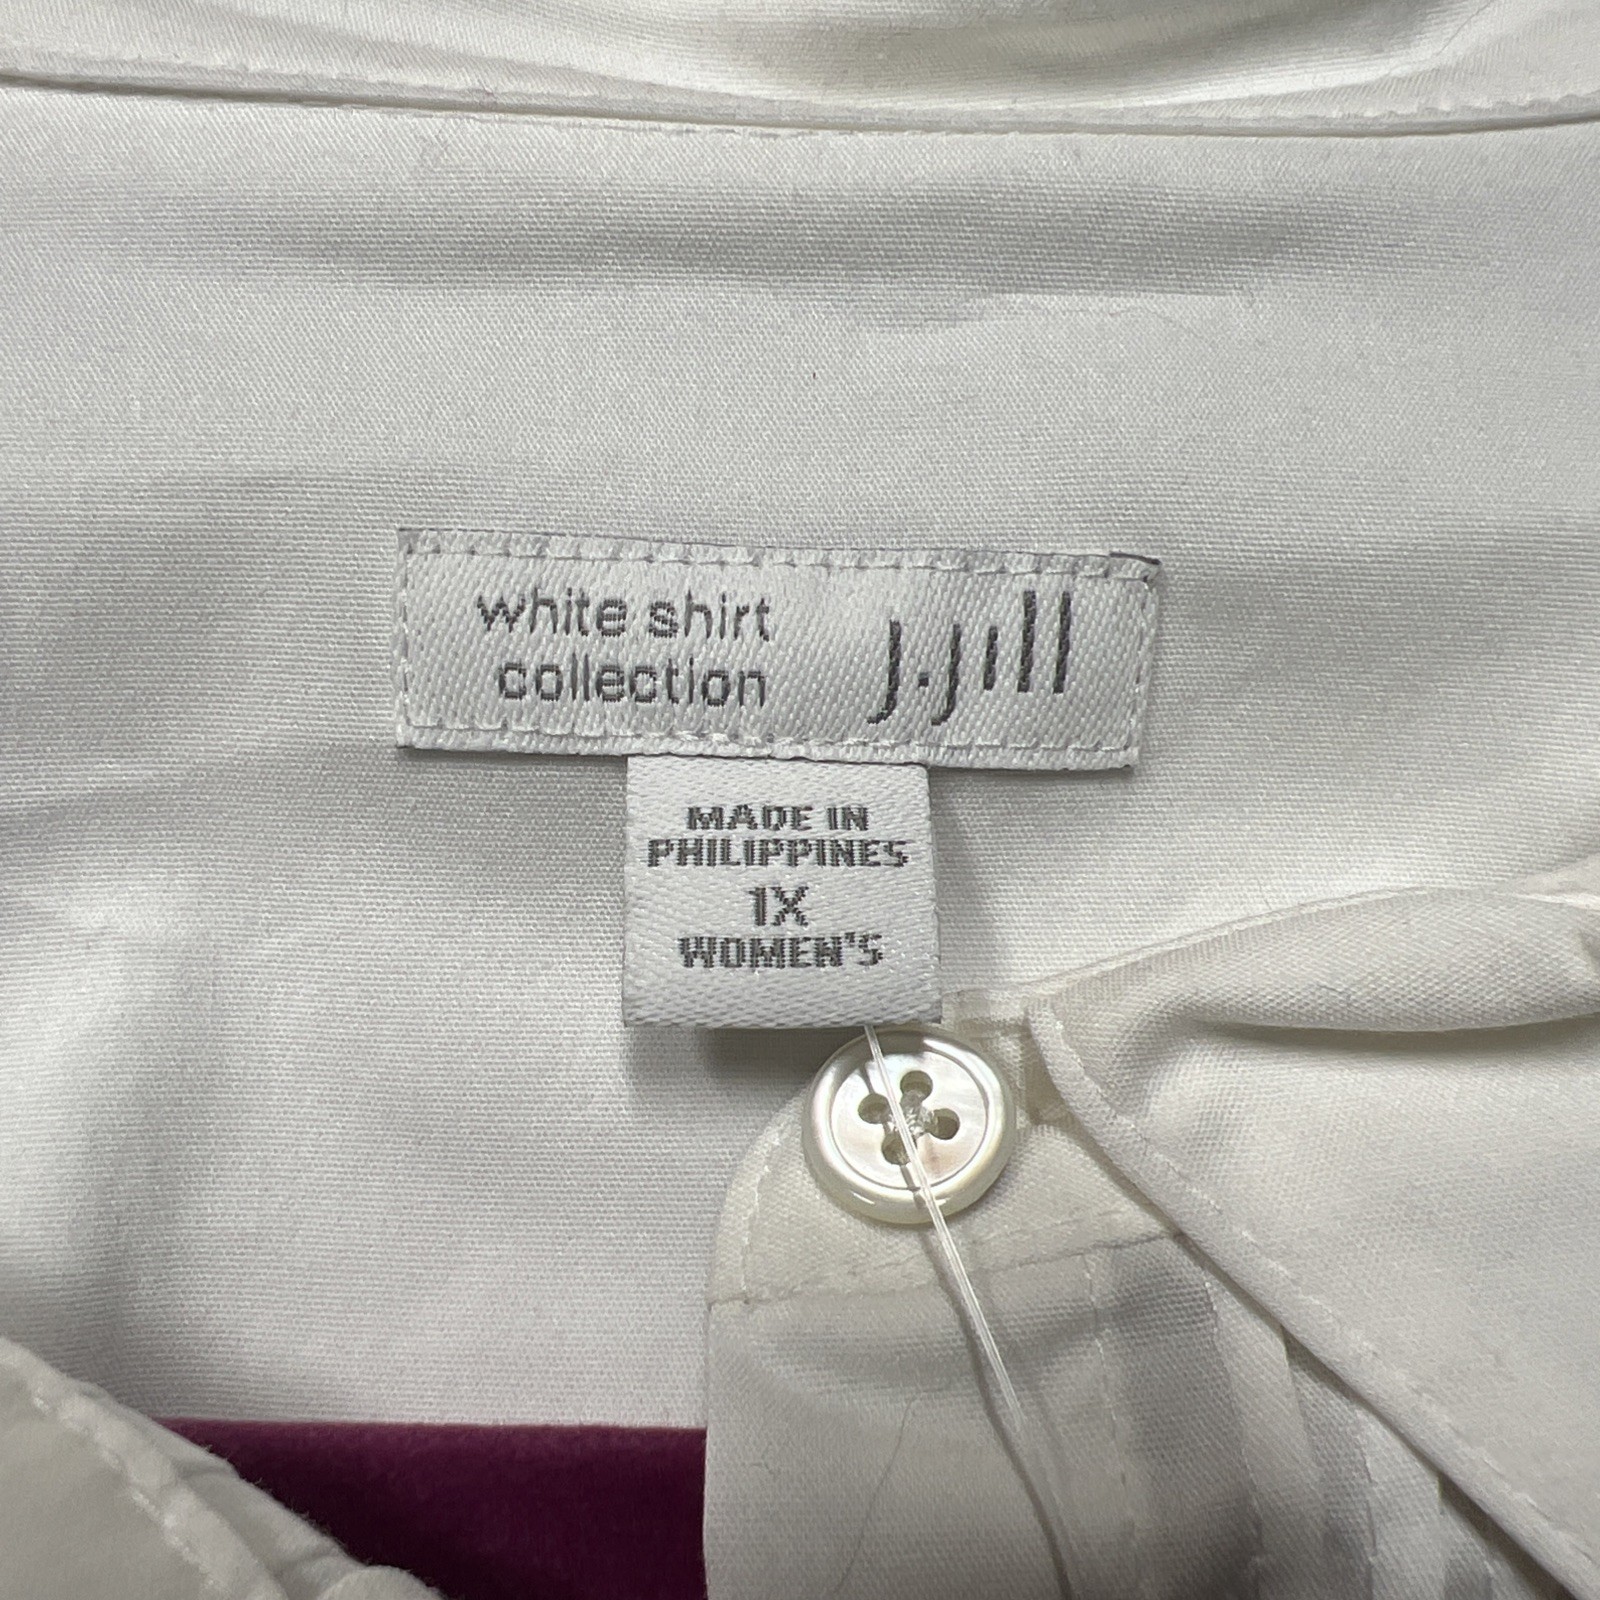 white shirt
collection
J.Jill
MADE IN
PHILIPPINES
1X
WOMEN'S